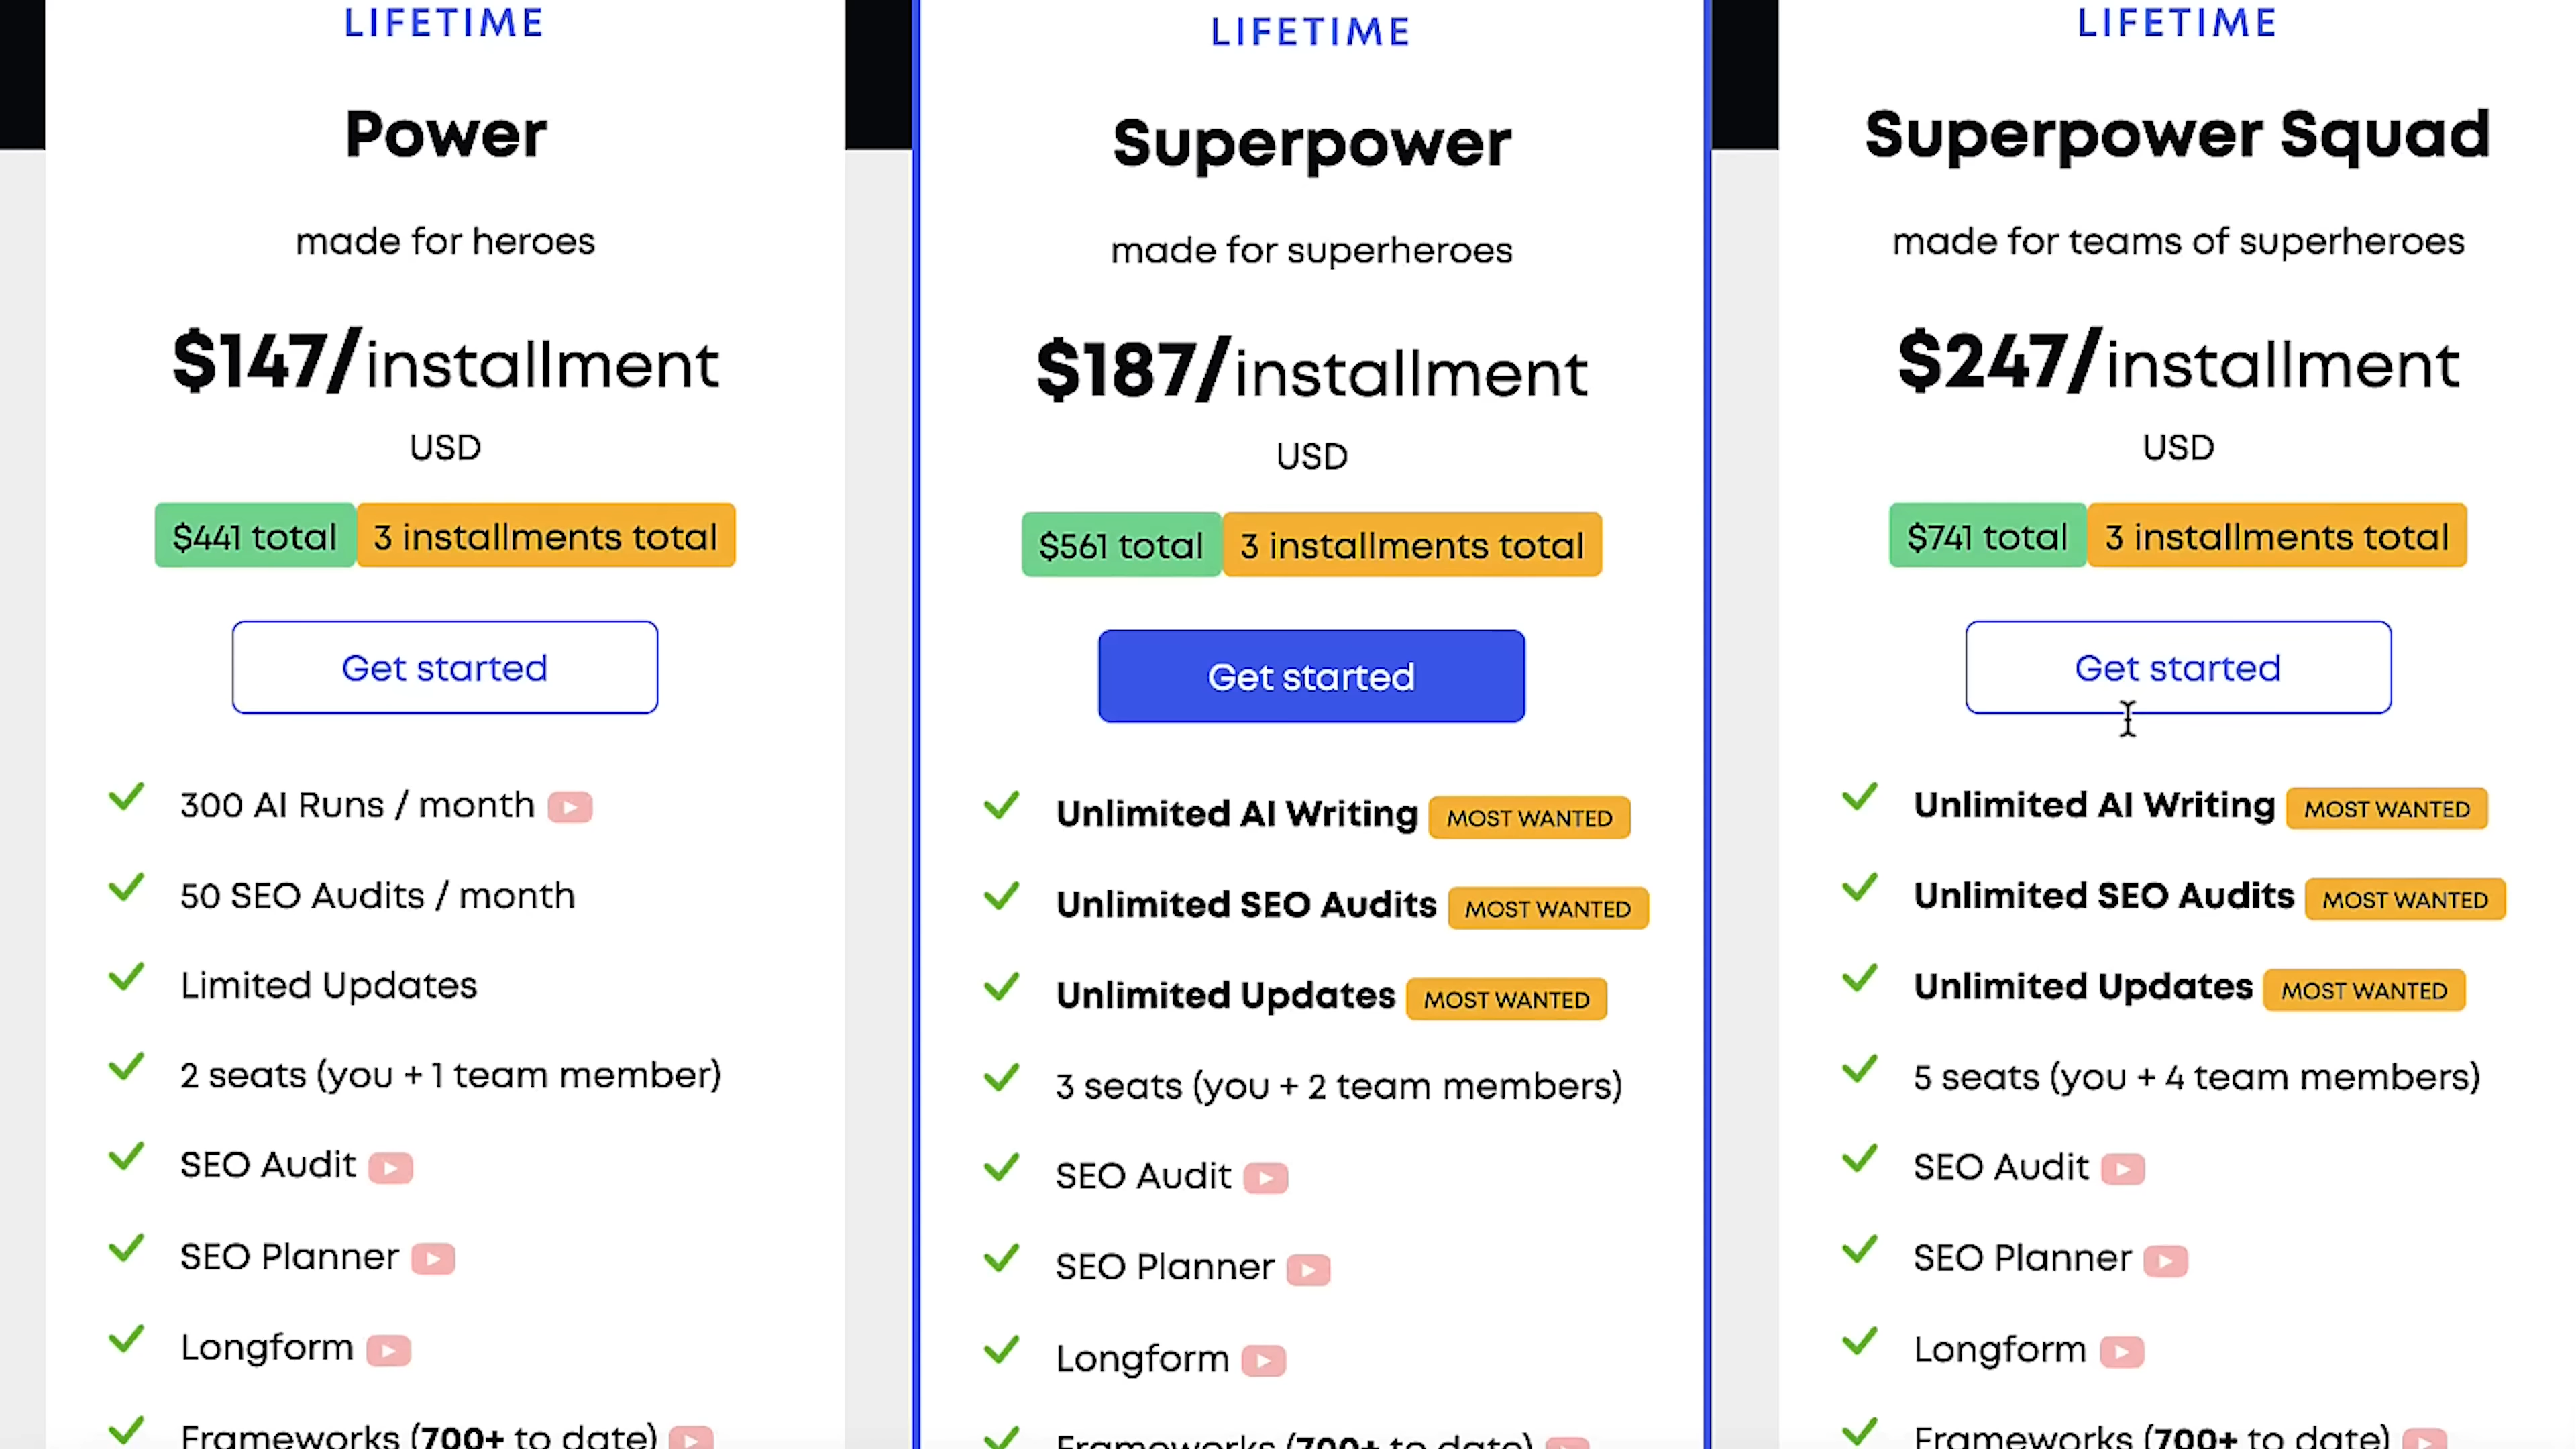 LIFETIME
Power
made for heroes
$147/installment
USD
$441 total 3 installments total
Get started
300 AI Runs / month
50 SEO Audits / month
Limited Updates
2 seats (you + 1 team member)
SEO Audit
SEO Planner
Longform
Frameworks (700+ to date)
LIFETIME
Superpower
made for superheroes
$187/installment
USD
$561 total 3 installments total
Get started
Unlimited AI Writing MOST WANTED
Unlimited SEO Audits MOST WANTED
Unlimited Updates MOST WANTED
3 seats (you + 2 team members)
SEO Audit
SEO Planner
Longform
Frameworks (700+ to date)
LIFETIME
Superpower Squad
made for teams of superheroes
$247/installment
USD
$741 total 3 installments total
Get started
Unlimited AI Writing MOST WANTED
Unlimited SEO Audits MOST WANTED
Unlimited Updates MOST WANTED
5 seats (you + 4 team members)
SEO Audit
SEO Planner
Longform
Frameworks (700+ to date)